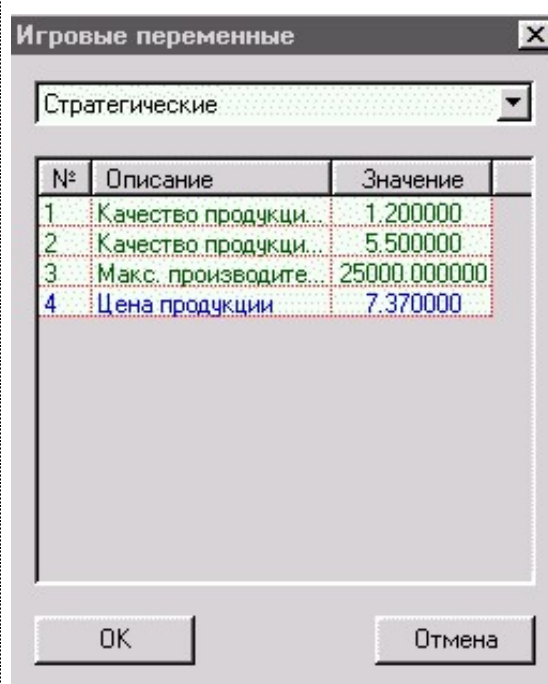 Игровые переменные
Стратегические
№ Описание Значение
1 Качество продукци... 1.200000
2 Качество продукци... 5.500000
3 Макс. производите... 25000.000000
4 Цена продукции 7.370000
OK Отмена